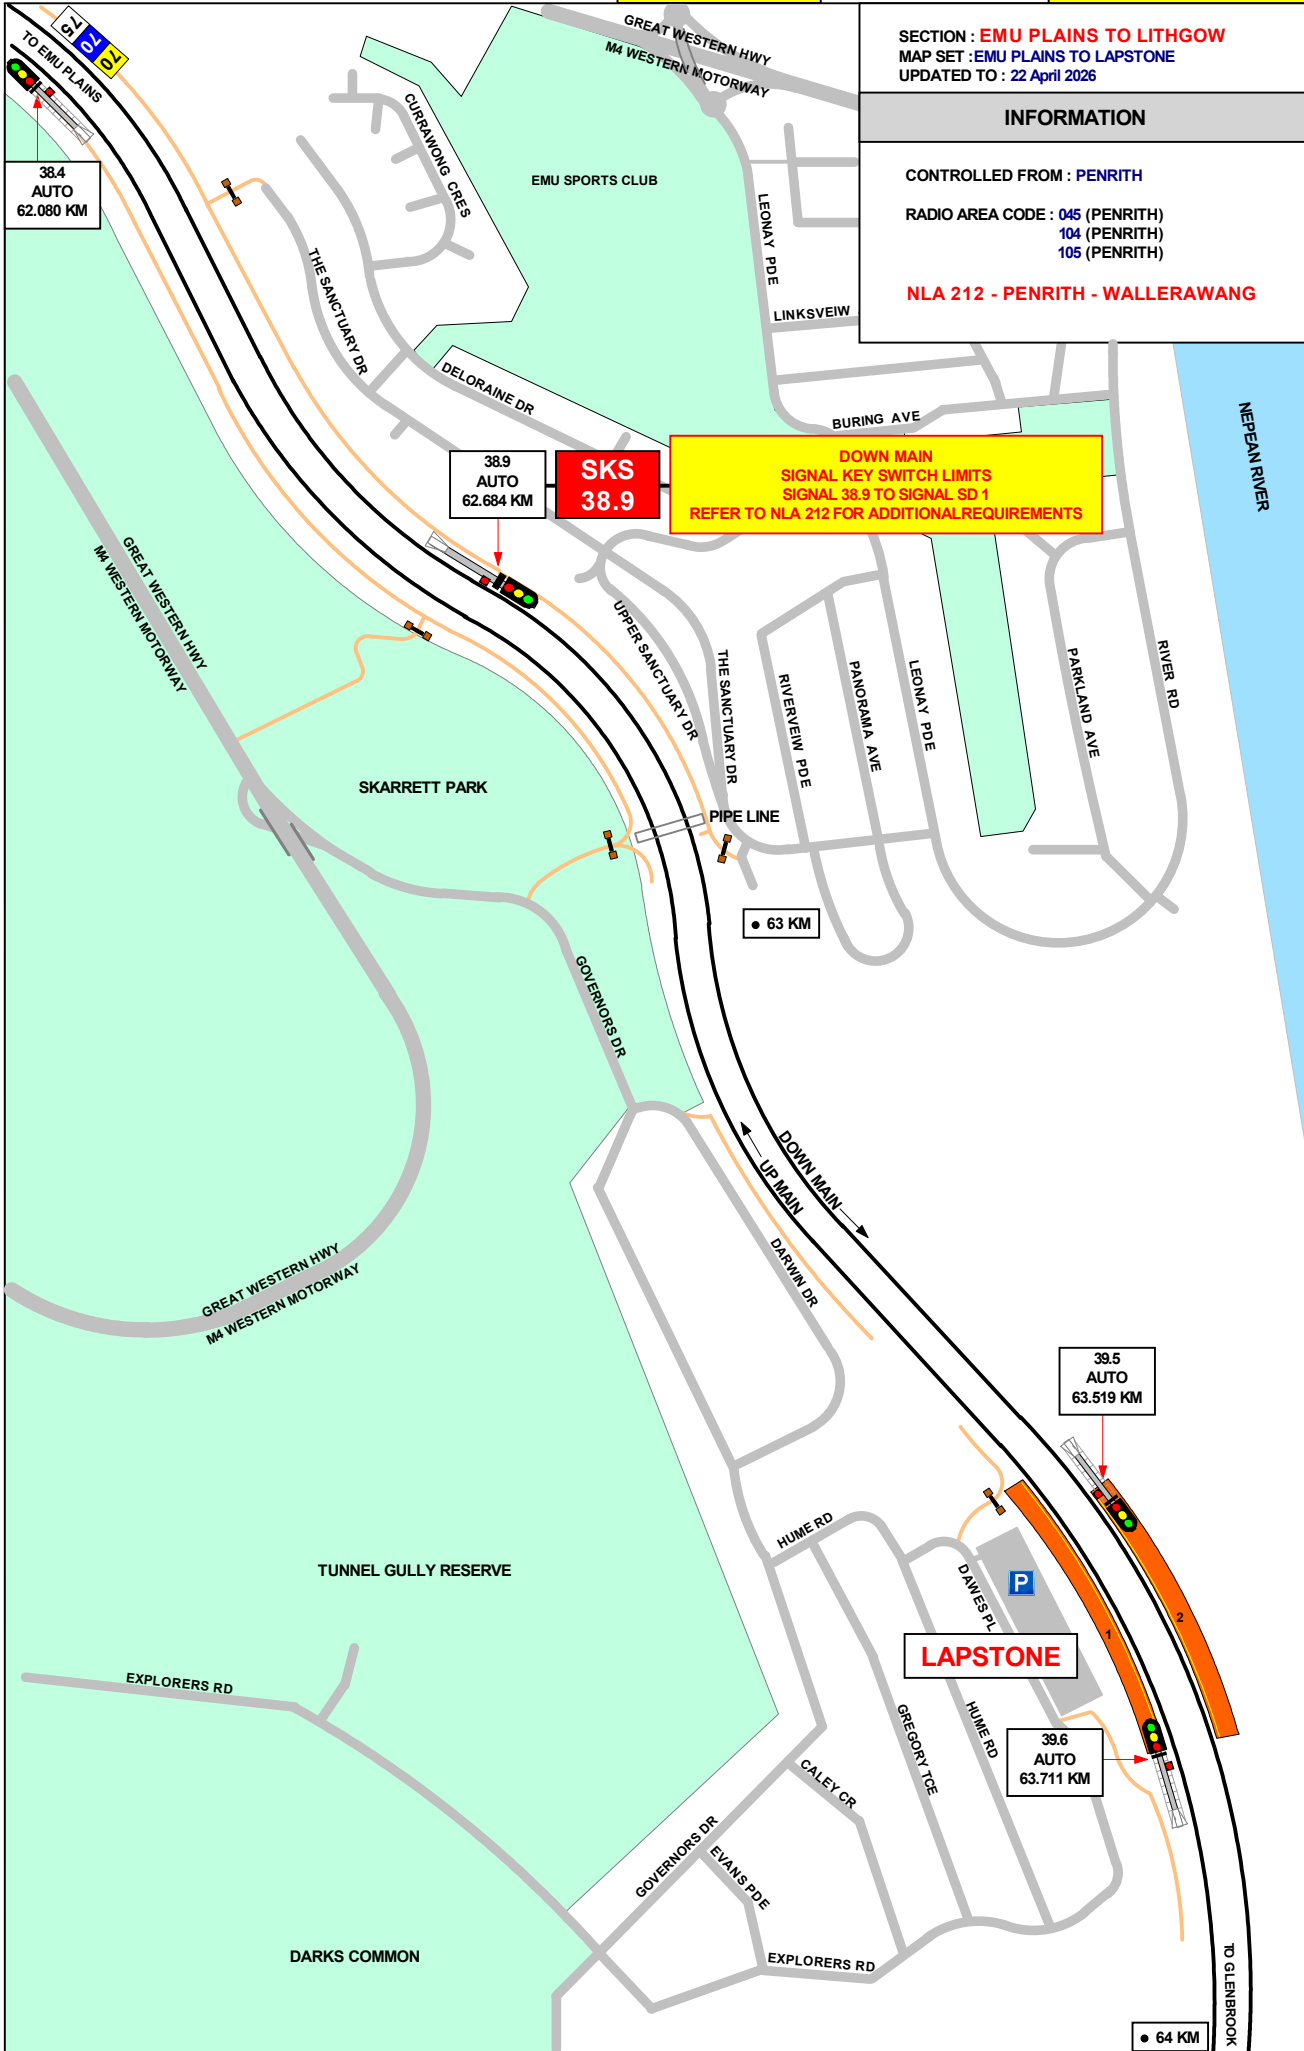 SECTION : EMU PLAINS TO LITHGOW
MAP SET : EMU PLAINS TO LAPSTONE
UPDATED TO : 22 April 2026
INFORMATION
CONTROLLED FROM : PENRITH
RADIO AREA CODE : 045 (PENRITH)
104 (PENRITH)
105 (PENRITH)
NLA 212 - PENRITH - WALLERAWANG
75
70
70
TO EMU PLAINS
38.4
AUTO
62.080 KM
GREAT WESTERN HWY
M4 WESTERN MOTORWAY
CURRAWONG CRES
EMU SPORTS CLUB
LEONAY PDE
LINKSVEIW
THE SANCTUARY DR
DELORAINE DR
BURING AVE
NEPEAN RIVER
38.9
AUTO
62.684 KM
SKS
38.9
DOWN MAIN
SIGNAL KEY SWITCH LIMITS
SIGNAL 38.9 TO SIGNAL SD 1
REFER TO NLA 212 FOR ADDITIONALREQUIREMENTS
GREAT WESTERN HWY
M4 WESTERN MOTORWAY
UPPER SANCTUARY DR
THE SANCTUARY DR
RIVERVEIW PDE
PANORAMA AVE
LEONAY PDE
PARKLAND AVE
RIVER RD
SKARRETT PARK
PIPE LINE
63 KM
GOVERNORS DR
DOWN MAIN
UP MAIN
DARWIN DR
GREAT WESTERN HWY
M4 WESTERN MOTORWAY
39.5
AUTO
63.519 KM
HUME RD
TUNNEL GULLY RESERVE
P
DAWES PL
1
2
LAPSTONE
EXPLORERS RD
GREGORY TCE
HUME RD
39.6
AUTO
63.711 KM
CALEY CR
GOVERNORS DR
EVANS PDE
DARKS COMMON
EXPLORERS RD
TO GLENBROOK
64 KM